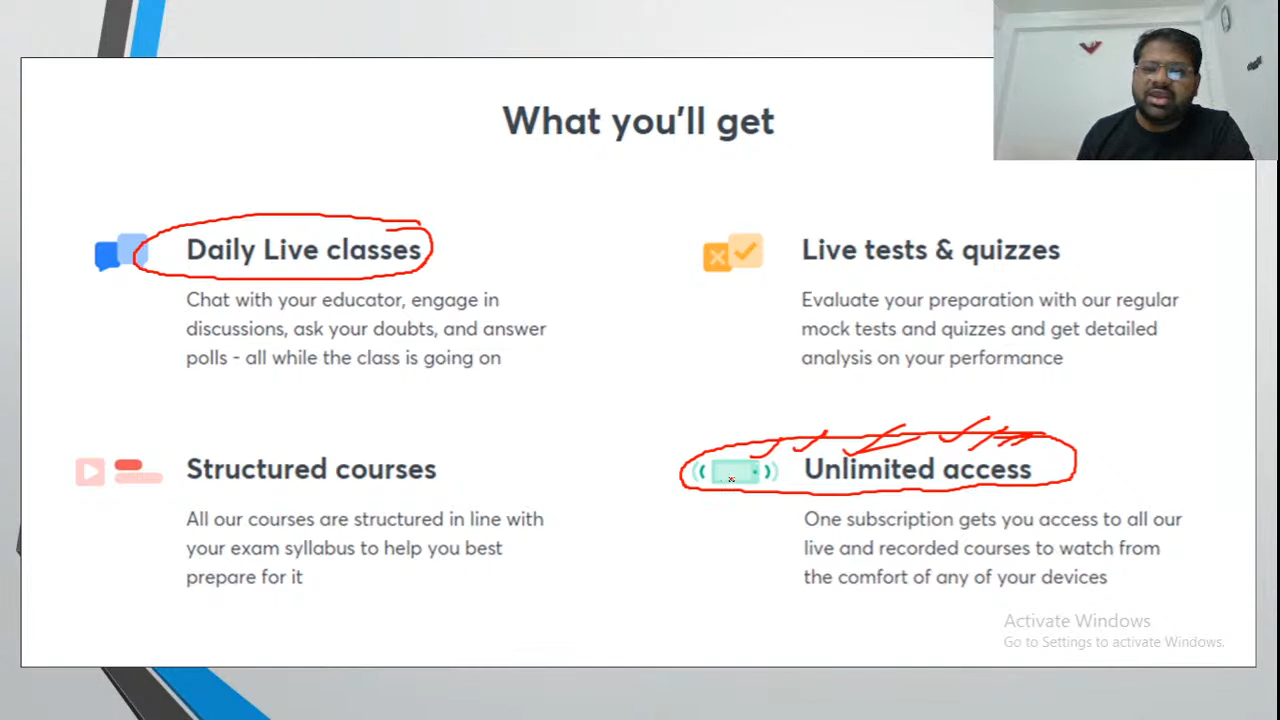 What you'll get
Daily Live classes
Chat with your educator, engage in
discussions, ask your doubts, and answer
polls - all while the class is going on
Live tests & quizzes
Evaluate your preparation with our regular
mock tests and quizzes and get detailed
analysis on your performance
Structured courses
All our courses are structured in line with
your exam syllabus to help you best
prepare for it
Unlimited access
One subscription gets you access to all our
live and recorded courses to watch from
the comfort of any of your devices
Activate Windows
Go to Settings to activate Windows.